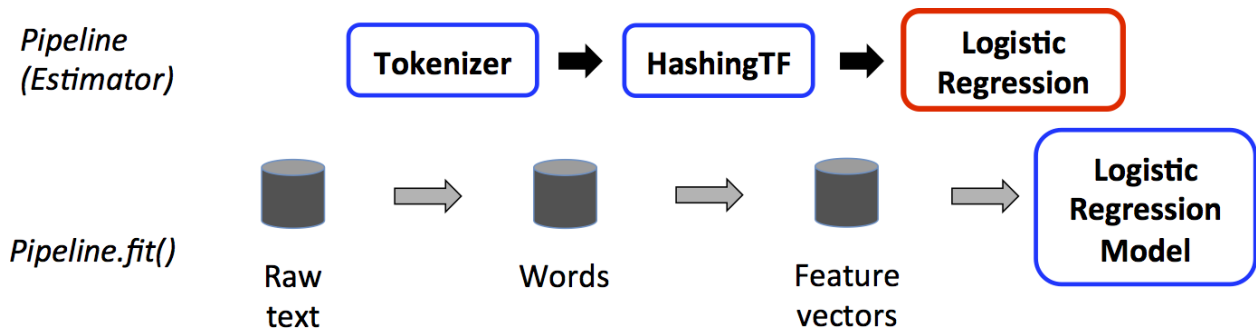 Pipeline
(Estimator)
Tokenizer
HashingTF
Logistic
Regression
Pipeline.fit()
Raw
text
Words
Feature
vectors
Logistic
Regression
Model